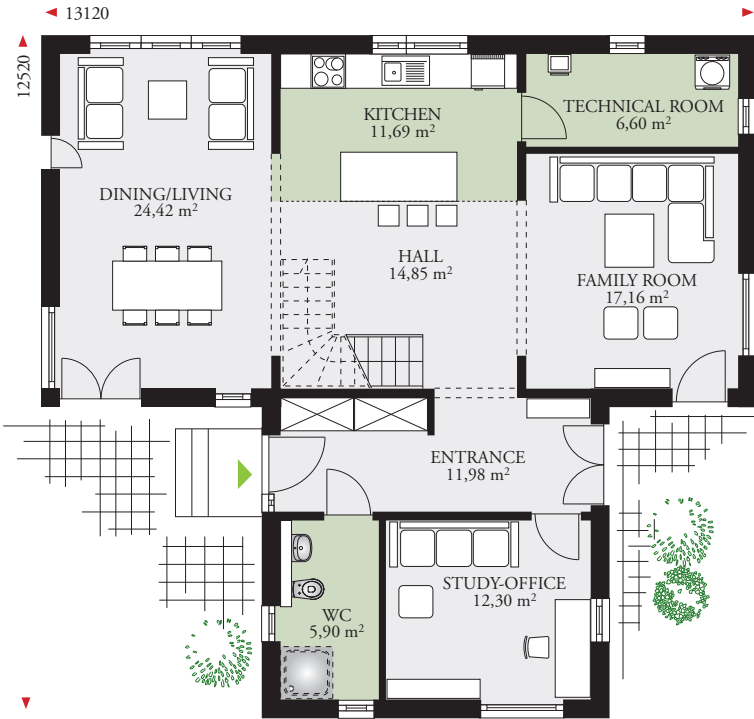 13120
12520
KITCHEN
11,69 m²
TECHNICAL ROOM
6,60 m²
DINING/LIVING
24,42 m²
HALL
14,85 m²
FAMILY ROOM
17,16 m²
ENTRANCE
11,98 m²
STUDY-OFFICE
12,30 m²
WC
5,90 m²